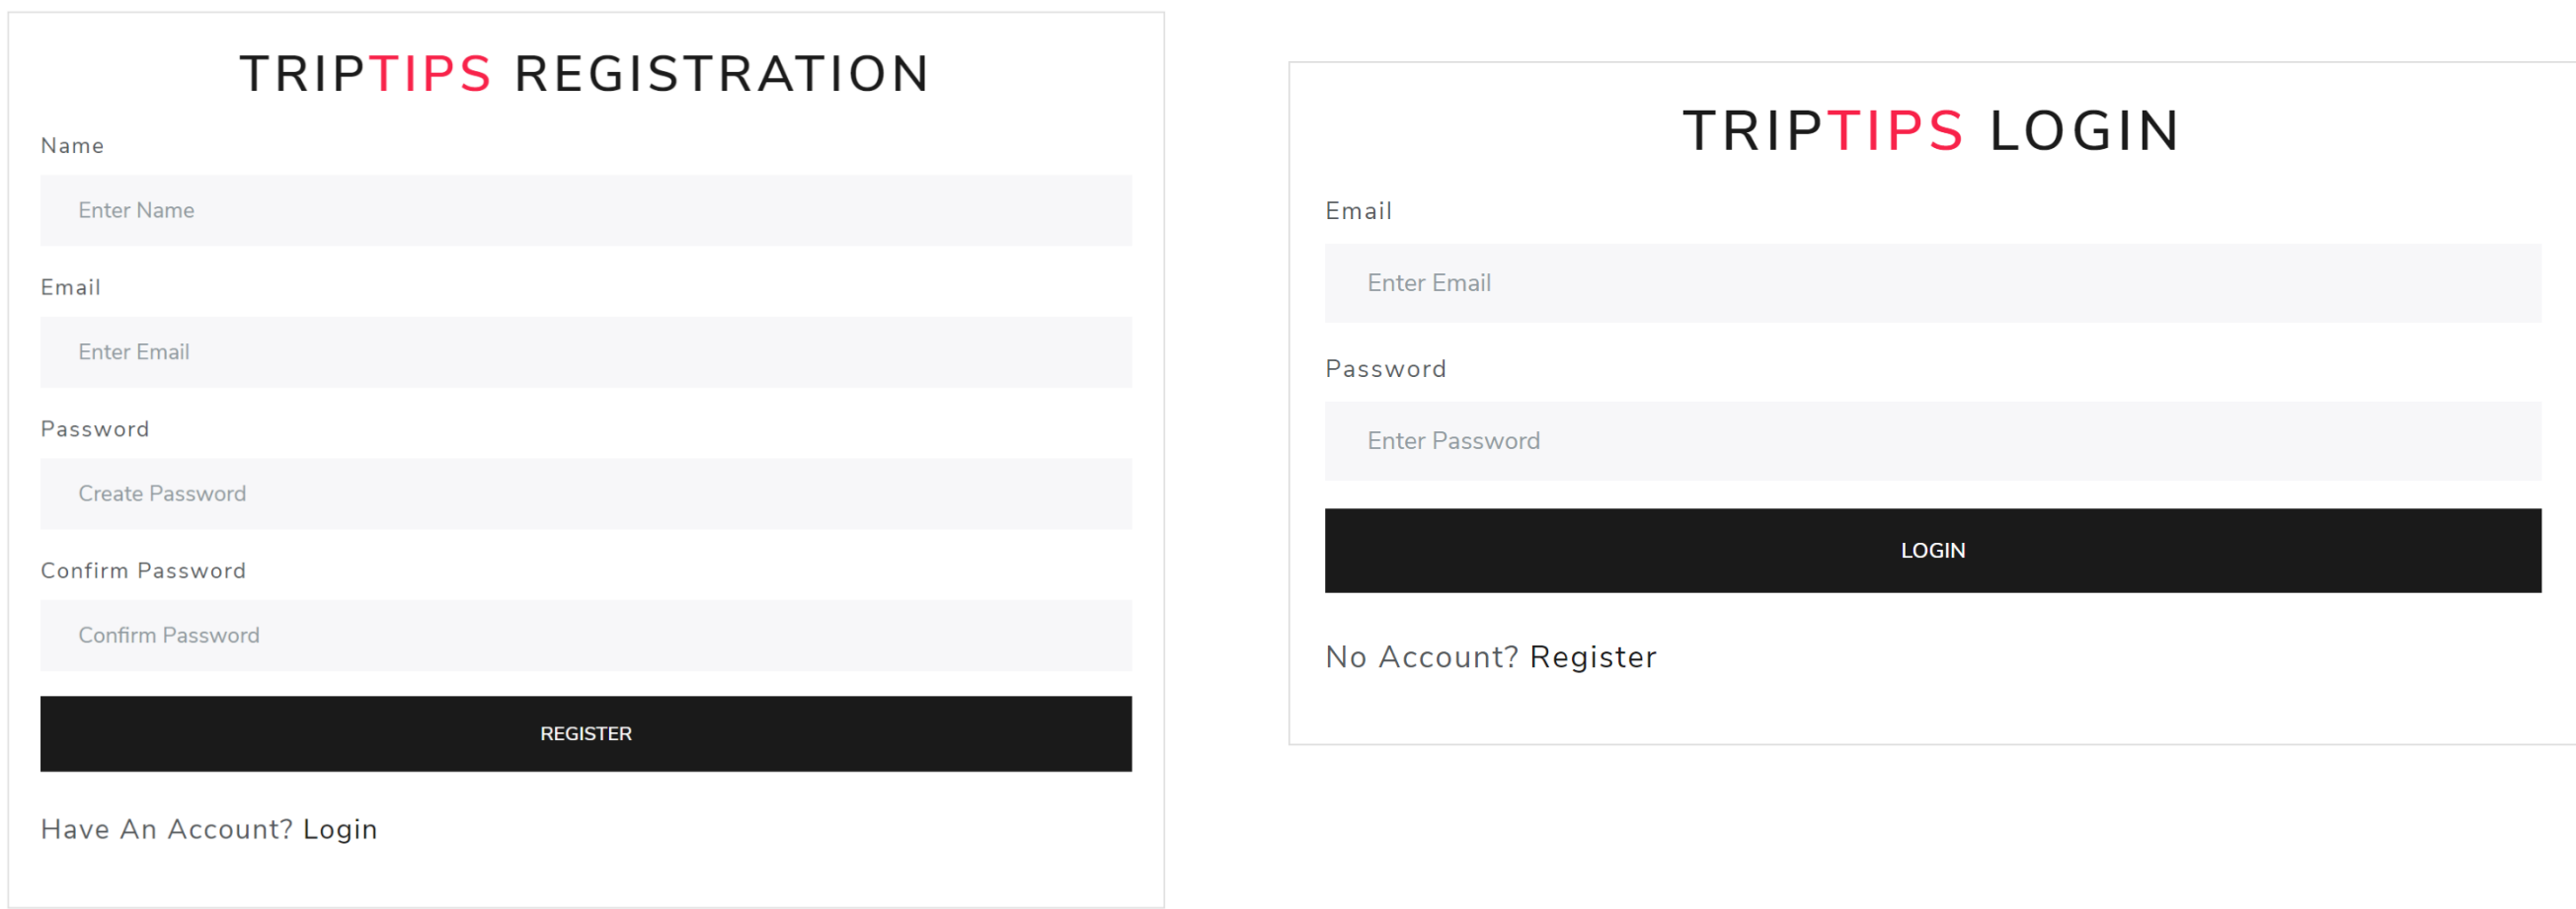 TRIPTIPS REGISTRATION
Name
Enter Name
Email
Enter Email
Password
Create Password
Confirm Password
Confirm Password
REGISTER
Have An Account? Login
TRIPTIPS LOGIN
Email
Enter Email
Password
Enter Password
LOGIN
No Account? Register